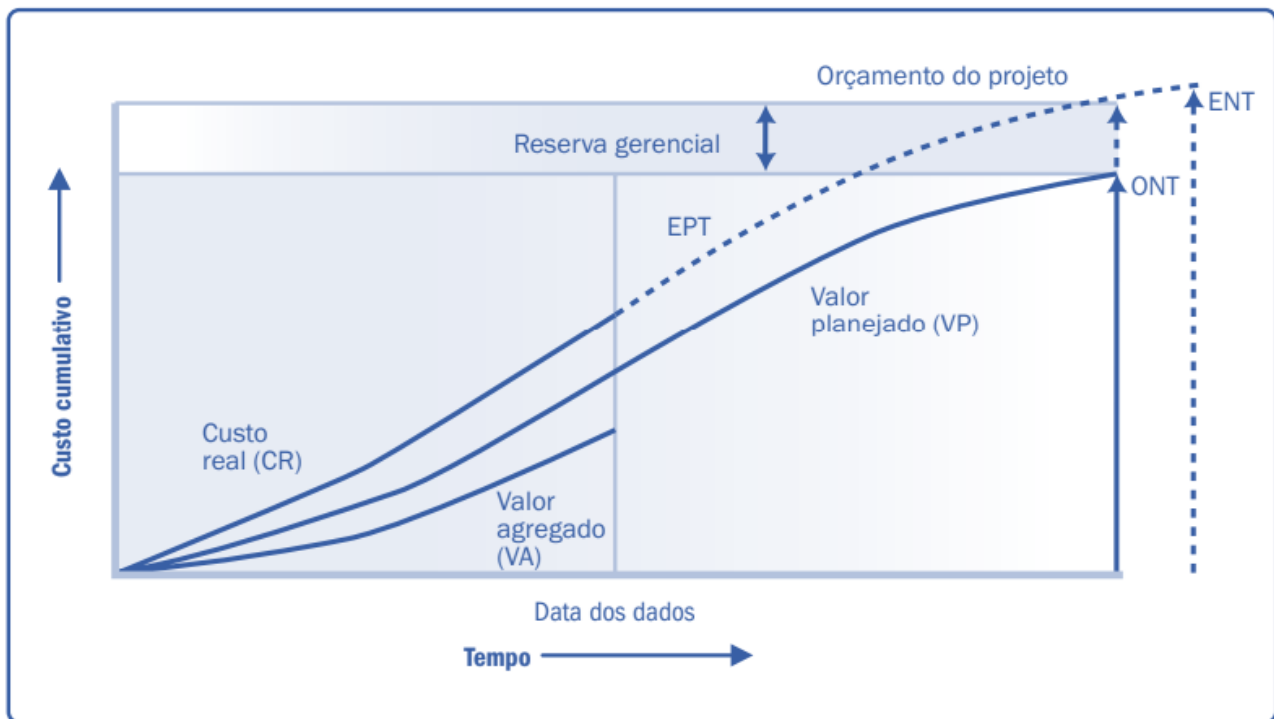 Orçamento do projeto
ENT
Reserva gerencial
ONT
EPT
Valor
planejado (VP)
Custo cumulativo
Custo
real (CR)
Valor
agregado
(VA)
Data dos dados
Tempo